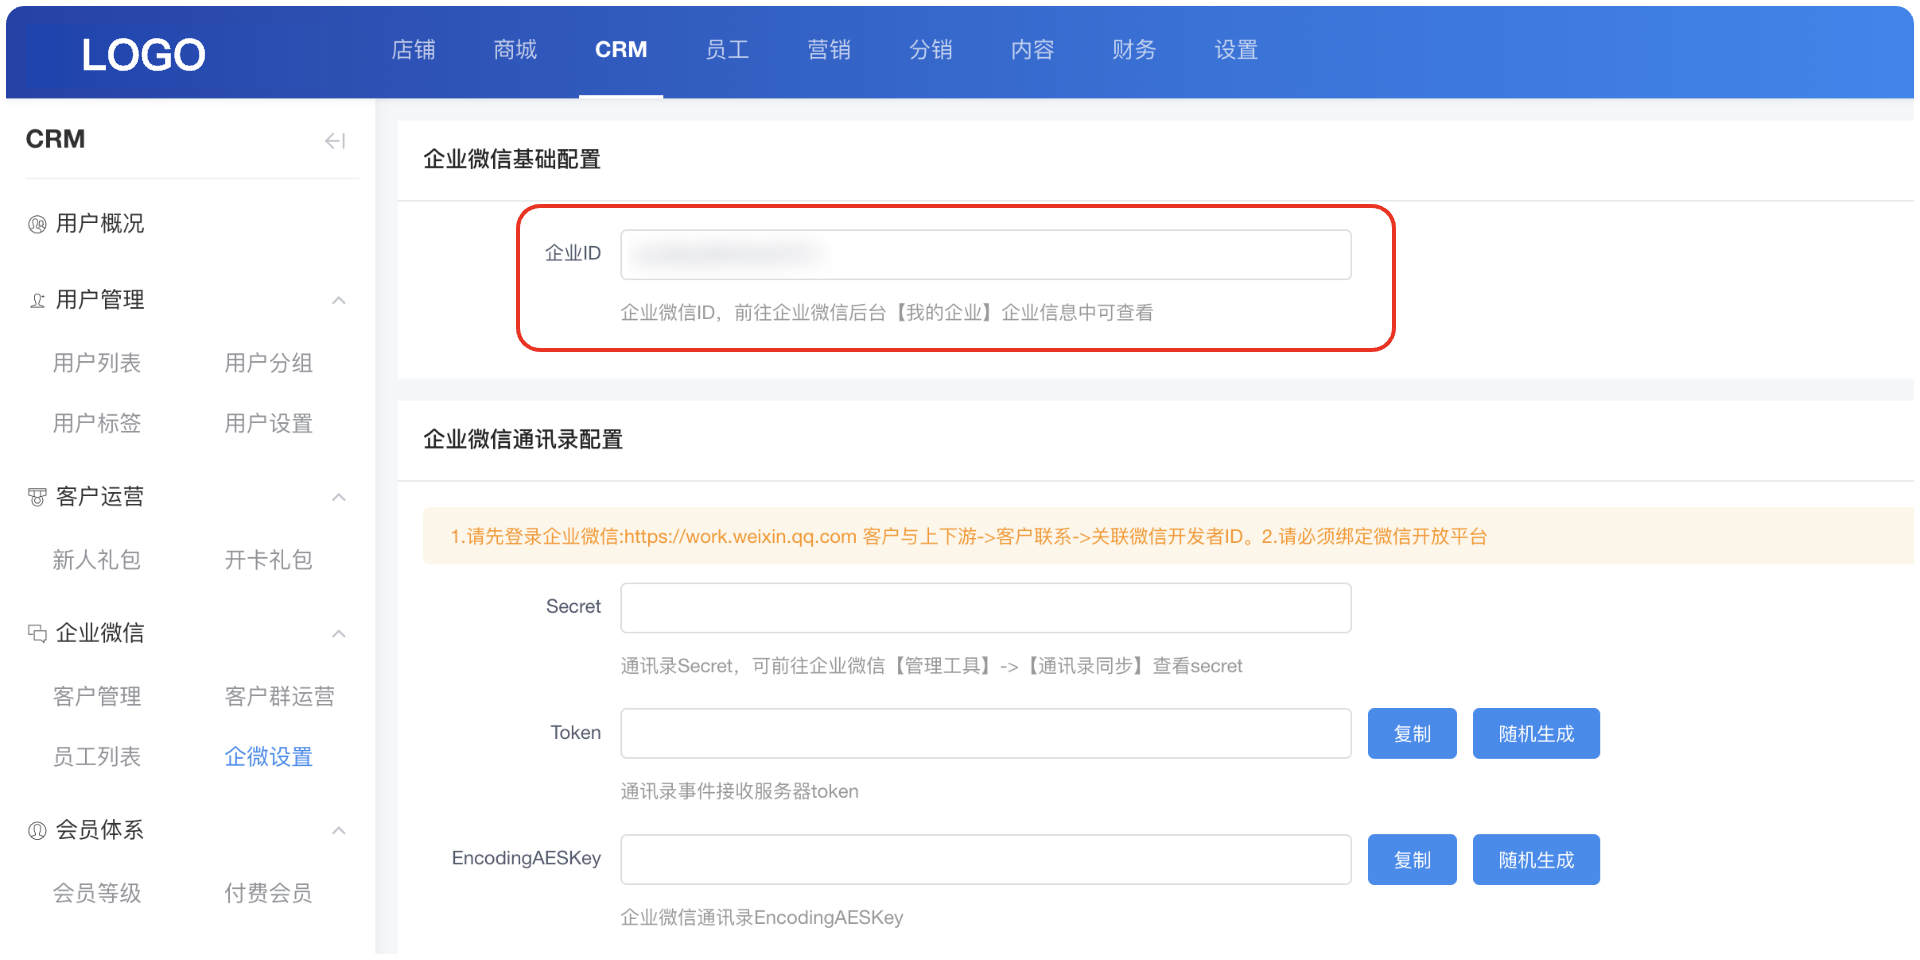 LOGO
店铺 商城 CRM 员工 营销 分销 内容 财务 设置
CRM
用户概况
用户管理
用户列表 用户分组
用户标签 用户设置
客户运营
新人礼包 开卡礼包
企业微信
客户管理 客户群运营
员工列表 企微设置
会员体系
会员等级 付费会员
企业微信基础配置
企业ID
企业微信ID，前往企业微信后台【我的企业】企业信息中可查看
企业微信通讯录配置
1.请先登录企业微信:https://work.weixin.qq.com 客户与上下游->客户联系->关联微信开发者ID。2.请必须绑定微信开放平台
Secret
通讯录Secret，可前往企业微信【管理工具】->【通讯录同步】查看secret
Token 复制 随机生成
通讯录事件接收服务器token
EncodingAESKey 复制 随机生成
企业微信通讯录EncodingAESKey